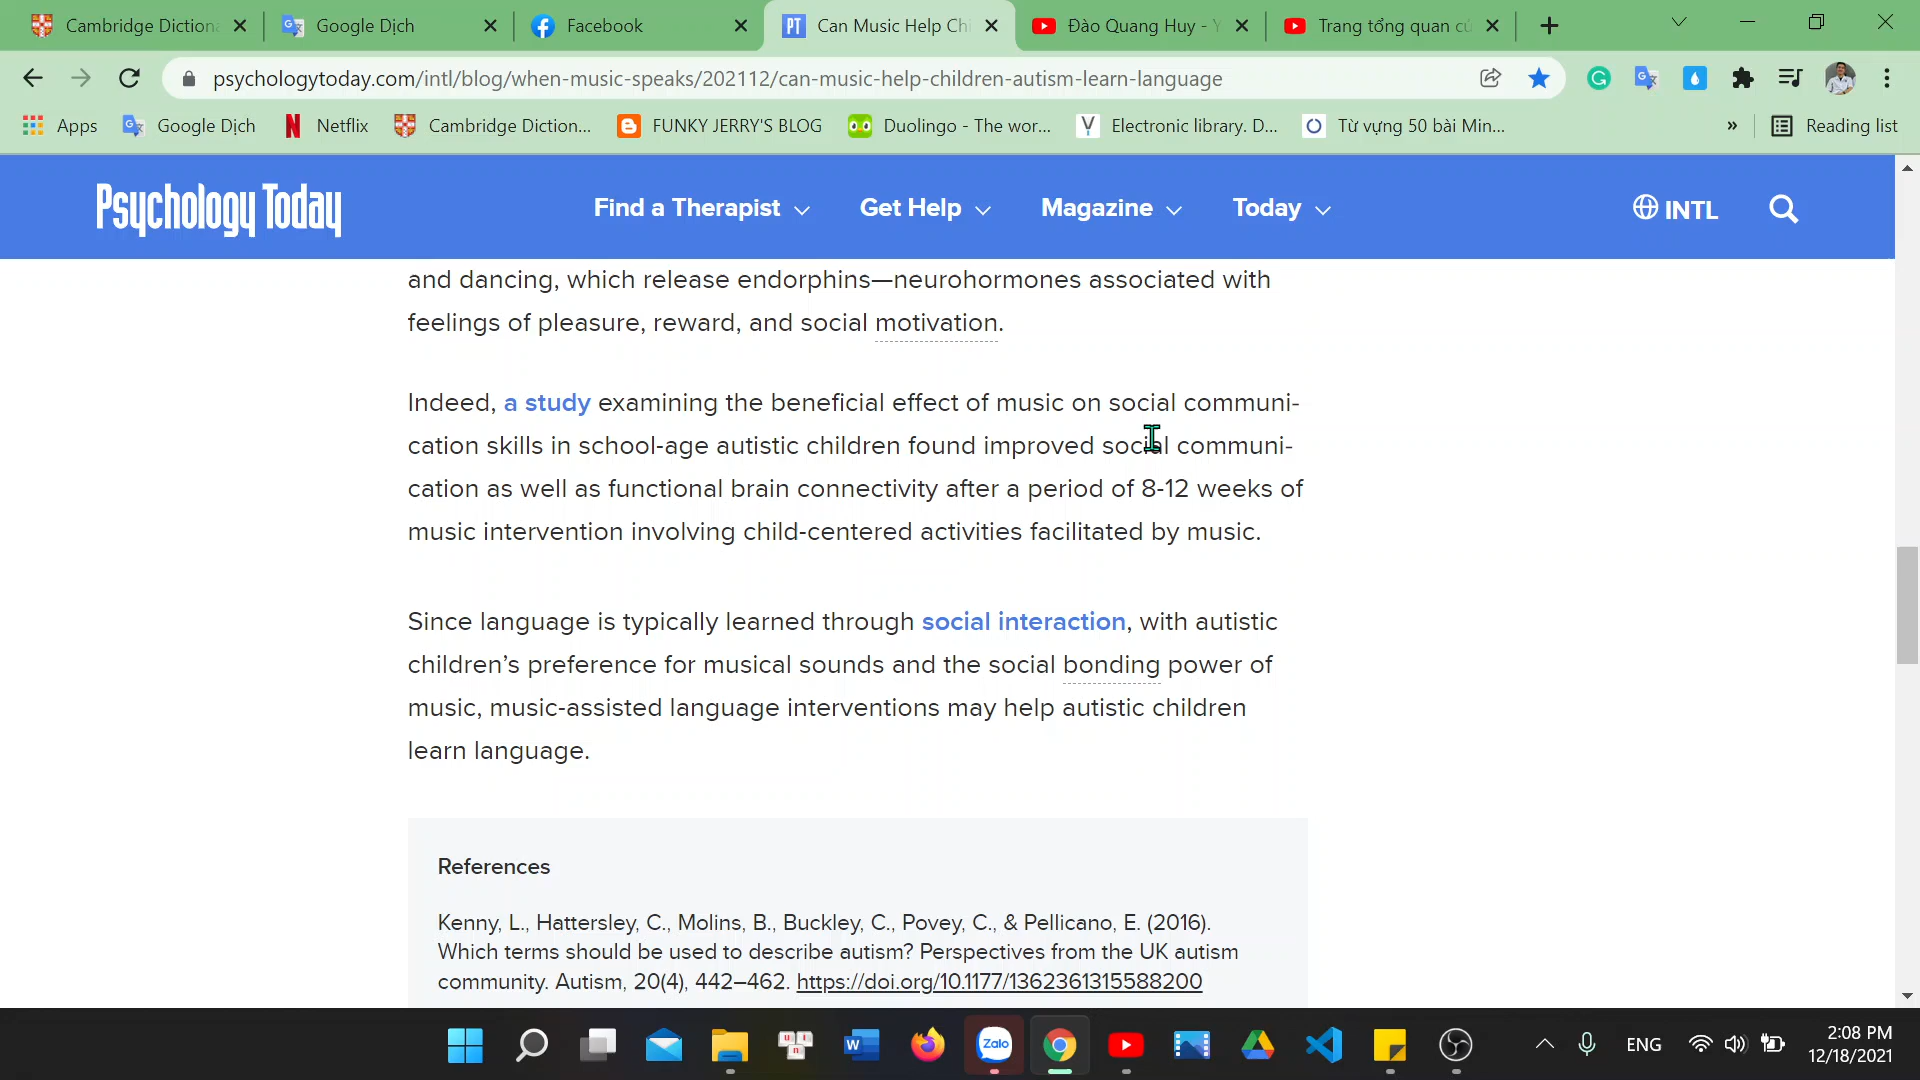 Cambridge Dictiona
Google Dịch
Facebook
Can Music Help Chi
Đào Quang Huy - Y
Trang tổng quan củ
psychologytoday.com/intl/blog/when-music-speaks/202112/can-music-help-children-autism-learn-language
Apps
Google Dịch
Netflix
Cambridge Diction...
FUNKY JERRY'S BLOG
Duolingo - The wor...
Electronic library. D...
Từ vựng 50 bài Min...
»
Reading list
Psychology Today
Find a Therapist
Get Help
Magazine
Today
INTL
and dancing, which release endorphins—neurohormones associated with
feelings of pleasure, reward, and social motivation.
Indeed, a study examining the beneficial effect of music on social communi-
cation skills in school-age autistic children found improved social communi-
cation as well as functional brain connectivity after a period of 8-12 weeks of
music intervention involving child-centered activities facilitated by music.
Since language is typically learned through social interaction, with autistic
children’s preference for musical sounds and the social bonding power of
music, music-assisted language interventions may help autistic children
learn language.
References
Kenny, L., Hattersley, C., Molins, B., Buckley, C., Povey, C., & Pellicano, E. (2016).
Which terms should be used to describe autism? Perspectives from the UK autism
community. Autism, 20(4), 442–462. https://doi.org/10.1177/1362361315588200
Zalo
ENG
2:08 PM
12/18/2021